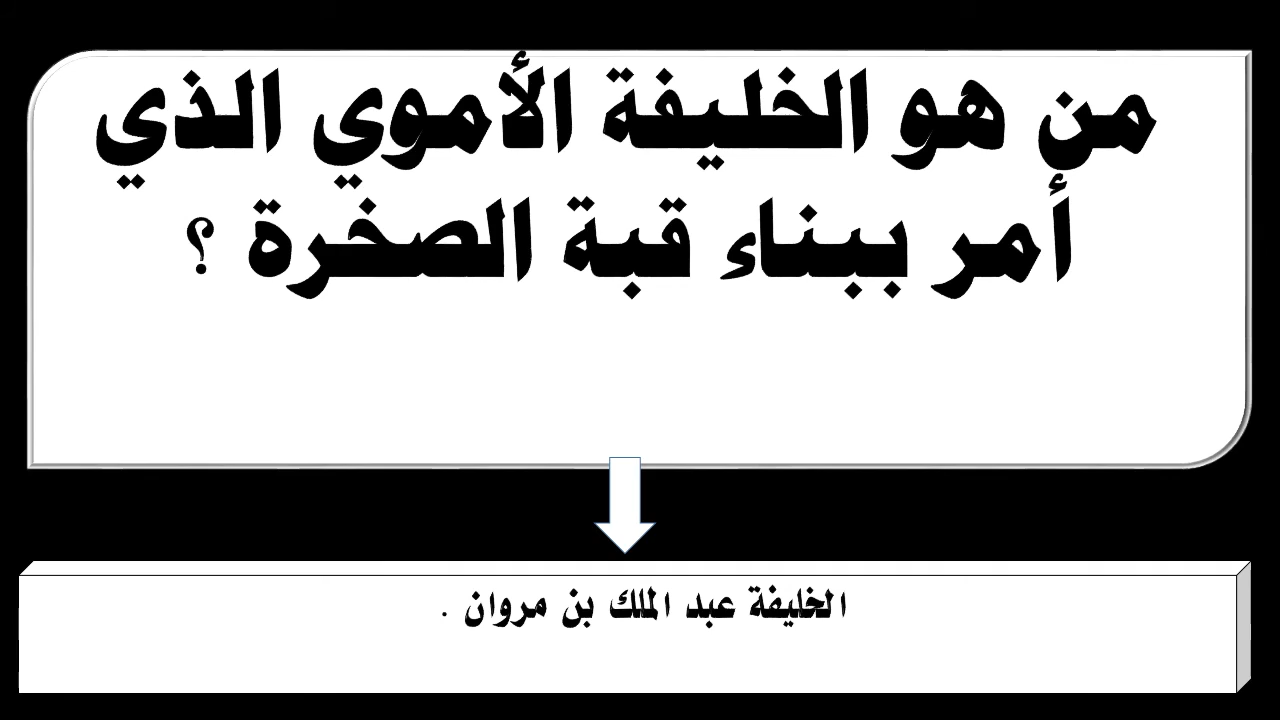 من هو الخليفة الأموي الذي
أمر ببناء قبة الصخرة ؟
الخليفة عبد الملك بن مروان .